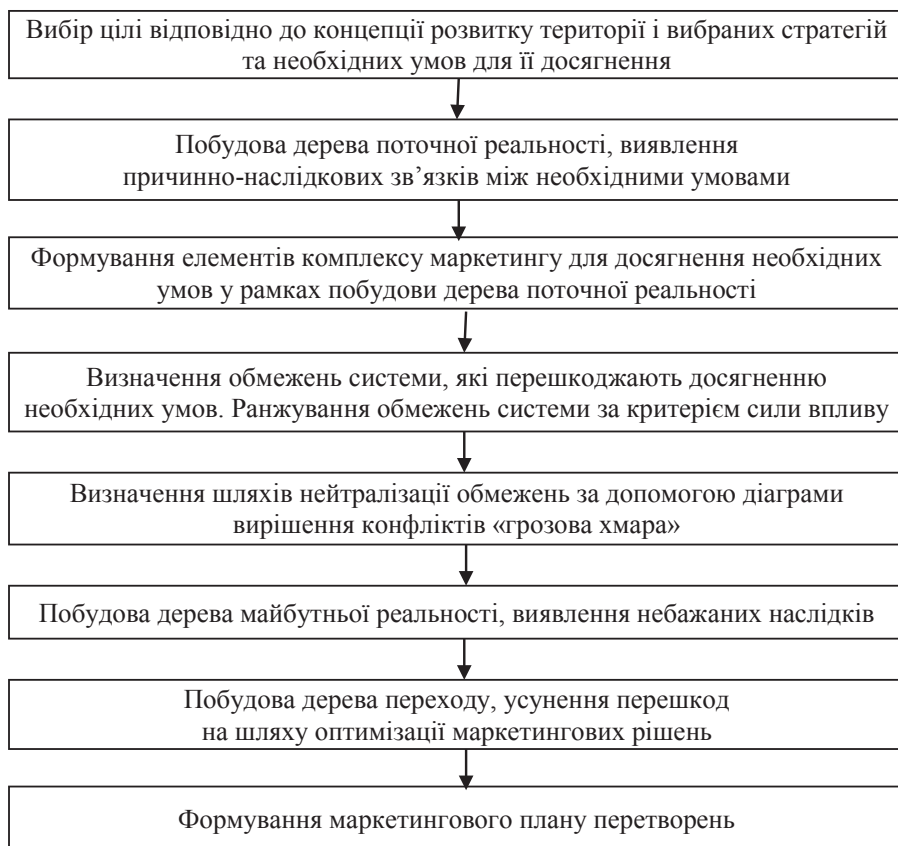 Вибір цілі відповідно до концепції розвитку території і вибраних стратегій
та необхідних умов для її досягнення
Побудова дерева поточної реальності, виявлення
причинно-наслідкових зв’язків між необхідними умовами
Формування елементів комплексу маркетингу для досягнення необхідних
умов у рамках побудови дерева поточної реальності
Визначення обмежень системи, які перешкоджають досягненню
необхідних умов. Ранжування обмежень системи за критерієм сили впливу
Визначення шляхів нейтралізації обмежень за допомогою діаграми
вирішення конфліктів «грозова хмара»
Побудова дерева майбутньої реальності, виявлення небажаних наслідків
Побудова дерева переходу, усунення перешкод
на шляху оптимізації маркетингових рішень
Формування маркетингового плану перетворень